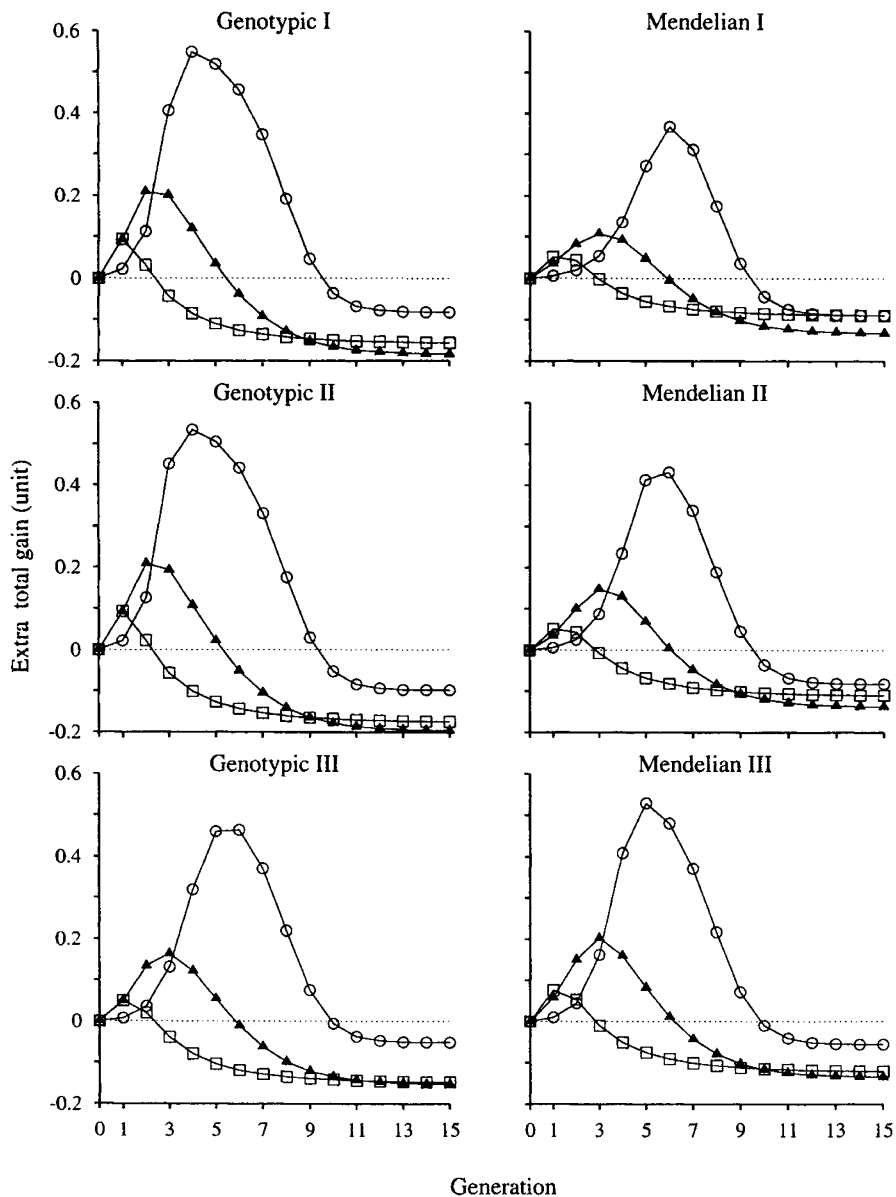 Genotypic I
Mendelian I
0.6
0.4
0.2
0
-0.2
Genotypic II
Mendelian II
0.6
0.4
0.2
0
-0.2
Extra total gain (unit)
Genotypic III
Mendelian III
0.6
0.4
0.2
0
-0.2
0 1 3 5 7 9 11 13 15
0 1 3 5 7 9 11 13 15
Generation